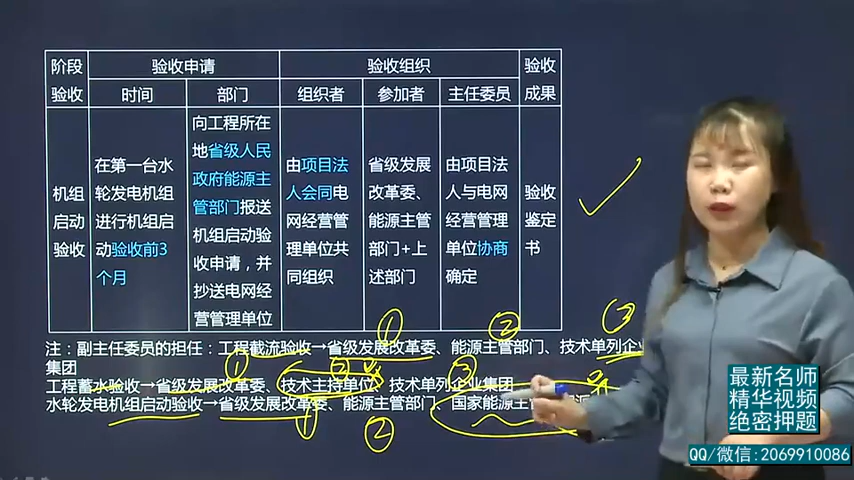 阶段
验收
验收申请
验收组织
验收
成果
时间
部门
组织者
参加者
主任委员
机组
启动
验收
在第一台水
轮发电机组
进行机组启
动验收前3
个月
向工程所在
地省级人民
政府能源主
管部门报送
机组启动验
收申请，并
抄送电网经
营管理单位
由项目法
人会同电
网经营管
理单位共
同组织
省级发展
改革委、
能源主管
部门+上
述部门
由项目法
人与电网
经营管理
单位协商
确定
验收
鉴定
书
注：副主任委员的担任：工程截流验收→省级发展改革委、能源主管部门、技术单列企业
集团
工程蓄水验收→省级发展改革委、技术主持单位、技术单列企业集团
水轮发电机组启动验收→省级发展改革委、能源主管部门、国家能源主
① ② ③
① ② ③
① ②
最新名师
精华视频
绝密押题
QQ/微信:2069910086